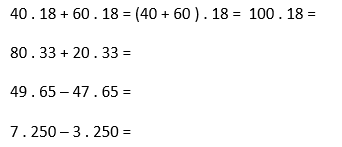 40 . 18 + 60 . 18 = (40 + 60 ) . 18 = 100 . 18 =
80 . 33 + 20 . 33 =
49 . 65 – 47 . 65 =
7 . 250 – 3 . 250 =